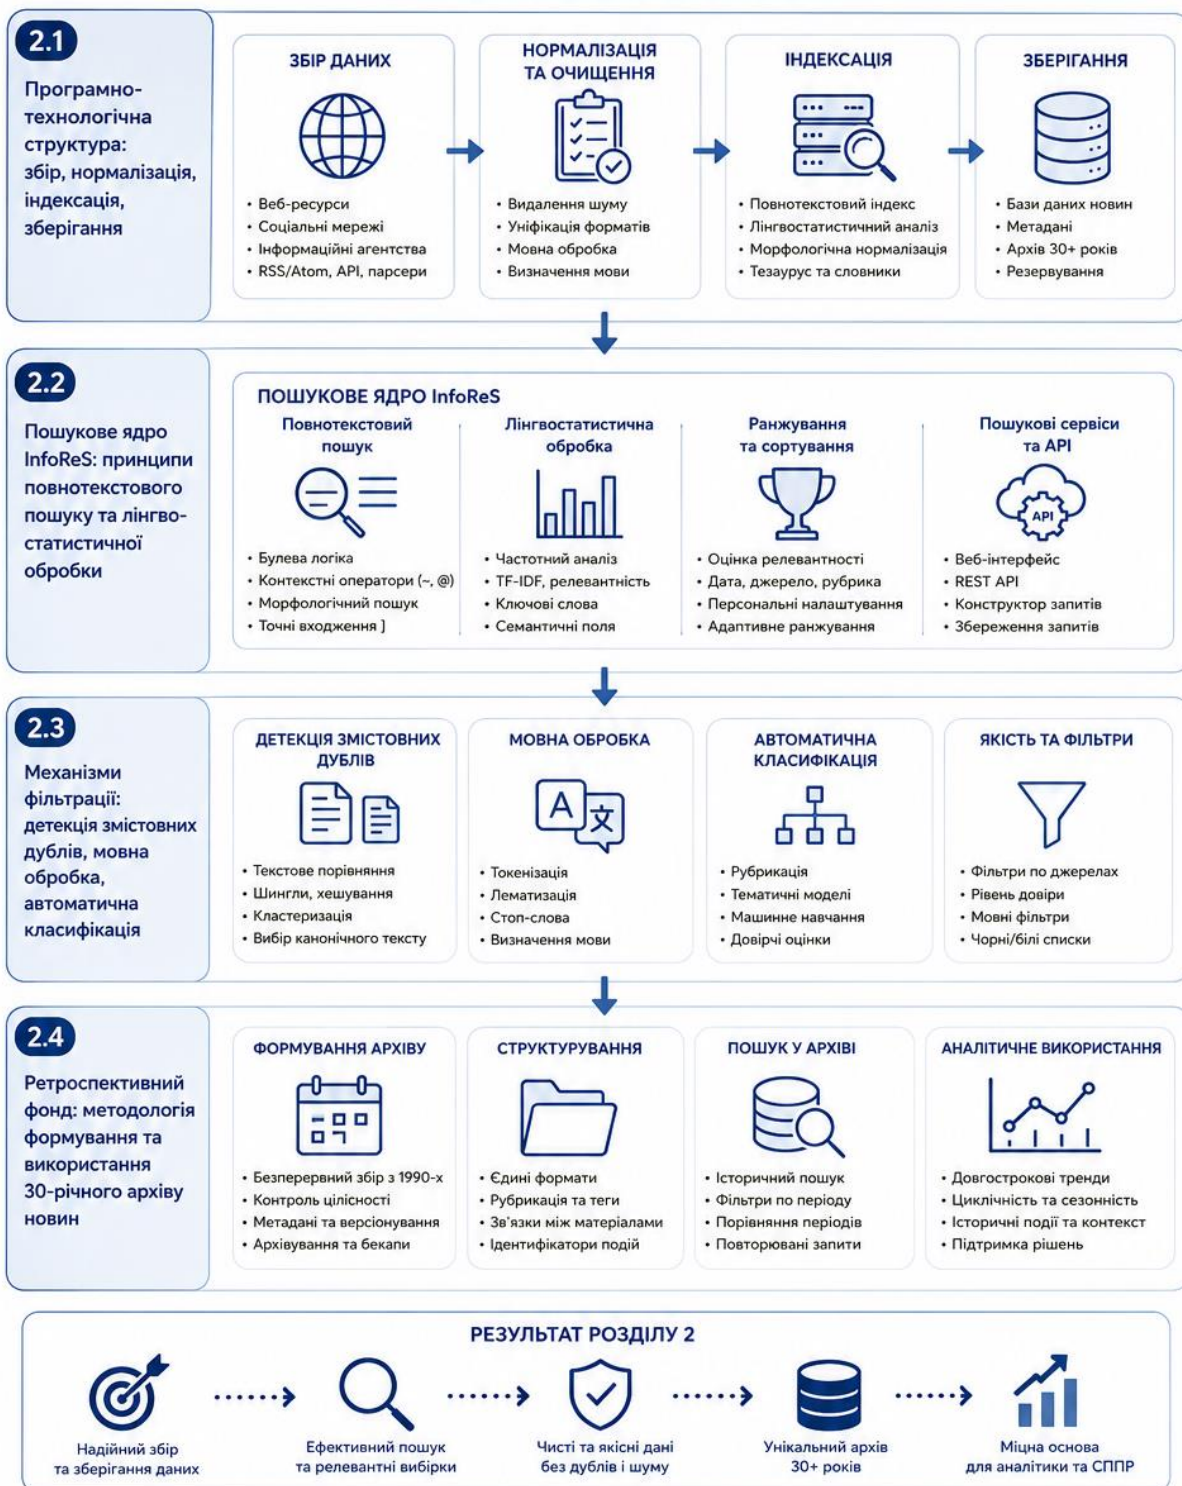 2.1
Програмно-
технологічна
структура:
збір, нормалізація,
індексація,
зберігання
ЗБІР ДАНИХ
• Веб-ресурси
• Соціальні мережі
• Інформаційні агентства
• RSS/Atom, API, парсери
НОРМАЛІЗАЦІЯ
ТА ОЧИЩЕННЯ
• Видалення шуму
• Уніфікація форматів
• Мовна обробка
• Визначення мови
ІНДЕКСАЦІЯ
• Повнотекстовий індекс
• Лінгвостатистичний аналіз
• Морфологічна нормалізація
• Тезаурус та словники
ЗБЕРІГАННЯ
• Бази даних новин
• Метадані
• Архів 30+ років
• Резервування
2.2
Пошукове ядро
InfoReS: принципи
повнотекстового
пошуку та лінгво-
статистичної
обробки
ПОШУКОВЕ ЯДРО InfoReS
Повнотекстовий
пошук
• Булева логіка
• Контекстні оператори (~, @)
• Морфологічний пошук
• Точні входження ]
Лінгвостатистична
обробка
• Частотний аналіз
• TF-IDF, релевантність
• Ключові слова
• Семантичні поля
Ранжування
та сортування
• Оцінка релевантності
• Дата, джерело, рубрика
• Персональні налаштування
• Адаптивне ранжування
Пошукові сервіси
та API
API
• Веб-інтерфейс
• REST API
• Конструктор запитів
• Збереження запитів
2.3
Механізми
фільтрації:
детекція змістовних
дублів, мовна
обробка,
автоматична
класифікація
ДЕТЕКЦІЯ ЗМІСТОВНИХ
ДУБЛІВ
• Текстове порівняння
• Шингли, хешування
• Кластеризація
• Вибір канонічного тексту
МОВНА ОБРОБКА
A 文
• Токенізація
• Лематизація
• Стоп-слова
• Визначення мови
АВТОМАТИЧНА
КЛАСИФІКАЦІЯ
• Рубрикація
• Тематичні моделі
• Машинне навчання
• Довірчі оцінки
ЯКІСТЬ ТА ФІЛЬТРИ
• Фільтри по джерелах
• Рівень довіри
• Мовні фільтри
• Чорні/білі списки
2.4
Ретроспективний
фонд: методологія
формування та
використання
30-річного архіву
новин
ФОРМУВАННЯ АРХІВУ
• Безперервний збір з 1990-х
• Контроль цілісності
• Метадані та версіонування
• Архівування та бекапи
СТРУКТУРУВАННЯ
• Єдині формати
• Рубрикація та теги
• Зв'язки між матеріалами
• Ідентифікатори подій
ПОШУК У АРХІВІ
• Історичний пошук
• Фільтри по періоду
• Порівняння періодів
• Повторювані запити
АНАЛІТИЧНЕ ВИКОРИСТАННЯ
• Довгострокові тренди
• Циклічність та сезонність
• Історичні події та контекст
• Підтримка рішень
РЕЗУЛЬТАТ РОЗДІЛУ 2
Надійний збір
та зберігання даних
Ефективний пошук
та релевантні вибірки
Чисті та якісні дані
без дублів і шуму
Унікальний архів
30+ років
Міцна основа
для аналітики та СППР